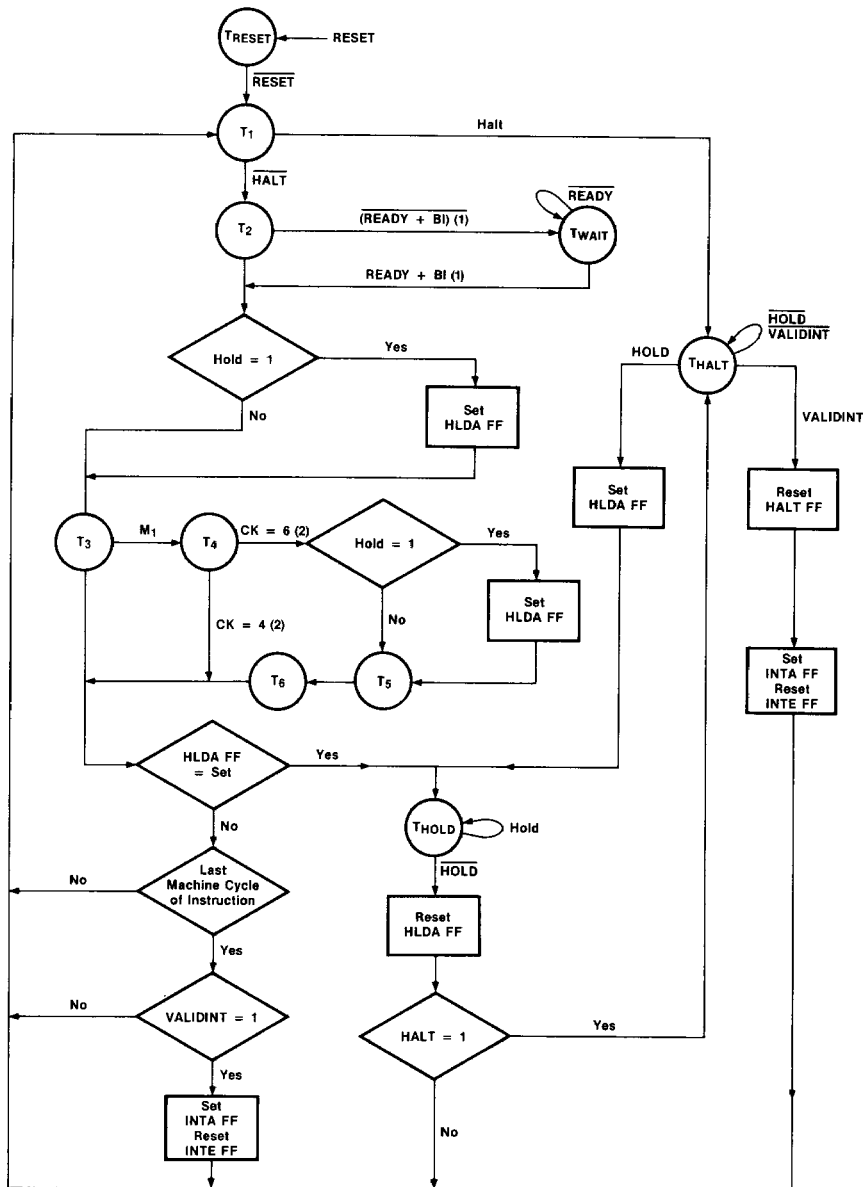 TRESET
RESET
RESET
T1
Halt
HALT
READY
T2
(READY + BI) (1)
TWAIT
READY + BI (1)
HOLD
VALIDINT
Hold = 1
Yes
HOLD
THALT
No
Set
HLDA FF
VALIDINT
Set
HLDA FF
Reset
HALT FF
T3
M1
T4
CK = 6 (2)
Hold = 1
Yes
Set
HLDA FF
CK = 4 (2)
No
Set
INTA FF
Reset
INTE FF
T6
T5
HLDA FF
= Set
Yes
THOLD
Hold
No
HOLD
Last
Machine Cycle
of Instruction
No
Reset
HLDA FF
Yes
VALIDINT = 1
No
HALT = 1
Yes
Yes
Set
INTA FF
Reset
INTE FF
No